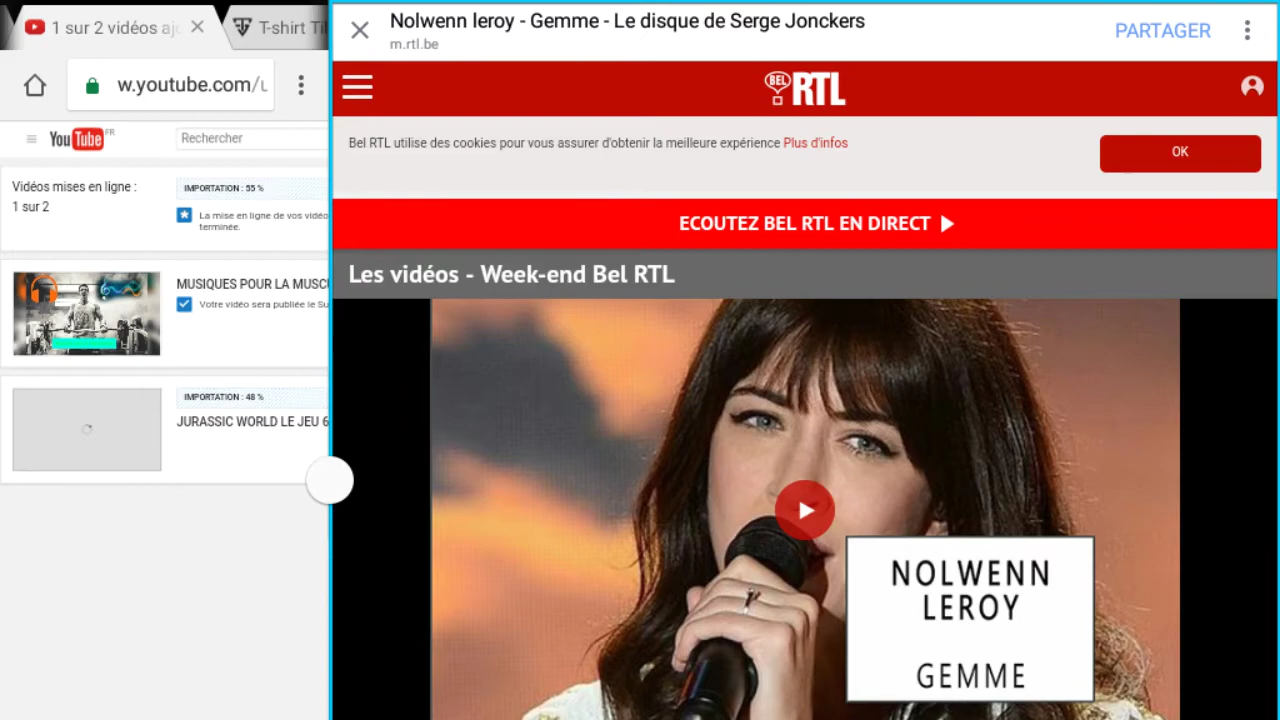 1 sur 2 vidéos ajo
T-shirt Ti
w.youtube.com/u
YouTube FR
Rechercher
Vidéos mises en ligne :
1 sur 2
IMPORTATION : 55 %
La mise en ligne de vos vidéo
terminée.
MUSIQUES POUR LA MUSCU
Votre vidéo sera publiée le Su
IMPORTATION : 48 %
JURASSIC WORLD LE JEU 6
Nolwenn leroy - Gemme - Le disque de Serge Jonckers
m.rtl.be
PARTAGER
BEL RTL
Bel RTL utilise des cookies pour vous assurer d'obtenir la meilleure expérience Plus d'infos
OK
ECOUTEZ BEL RTL EN DIRECT
Les vidéos - Week-end Bel RTL
NOLWENN
LEROY
GEMME